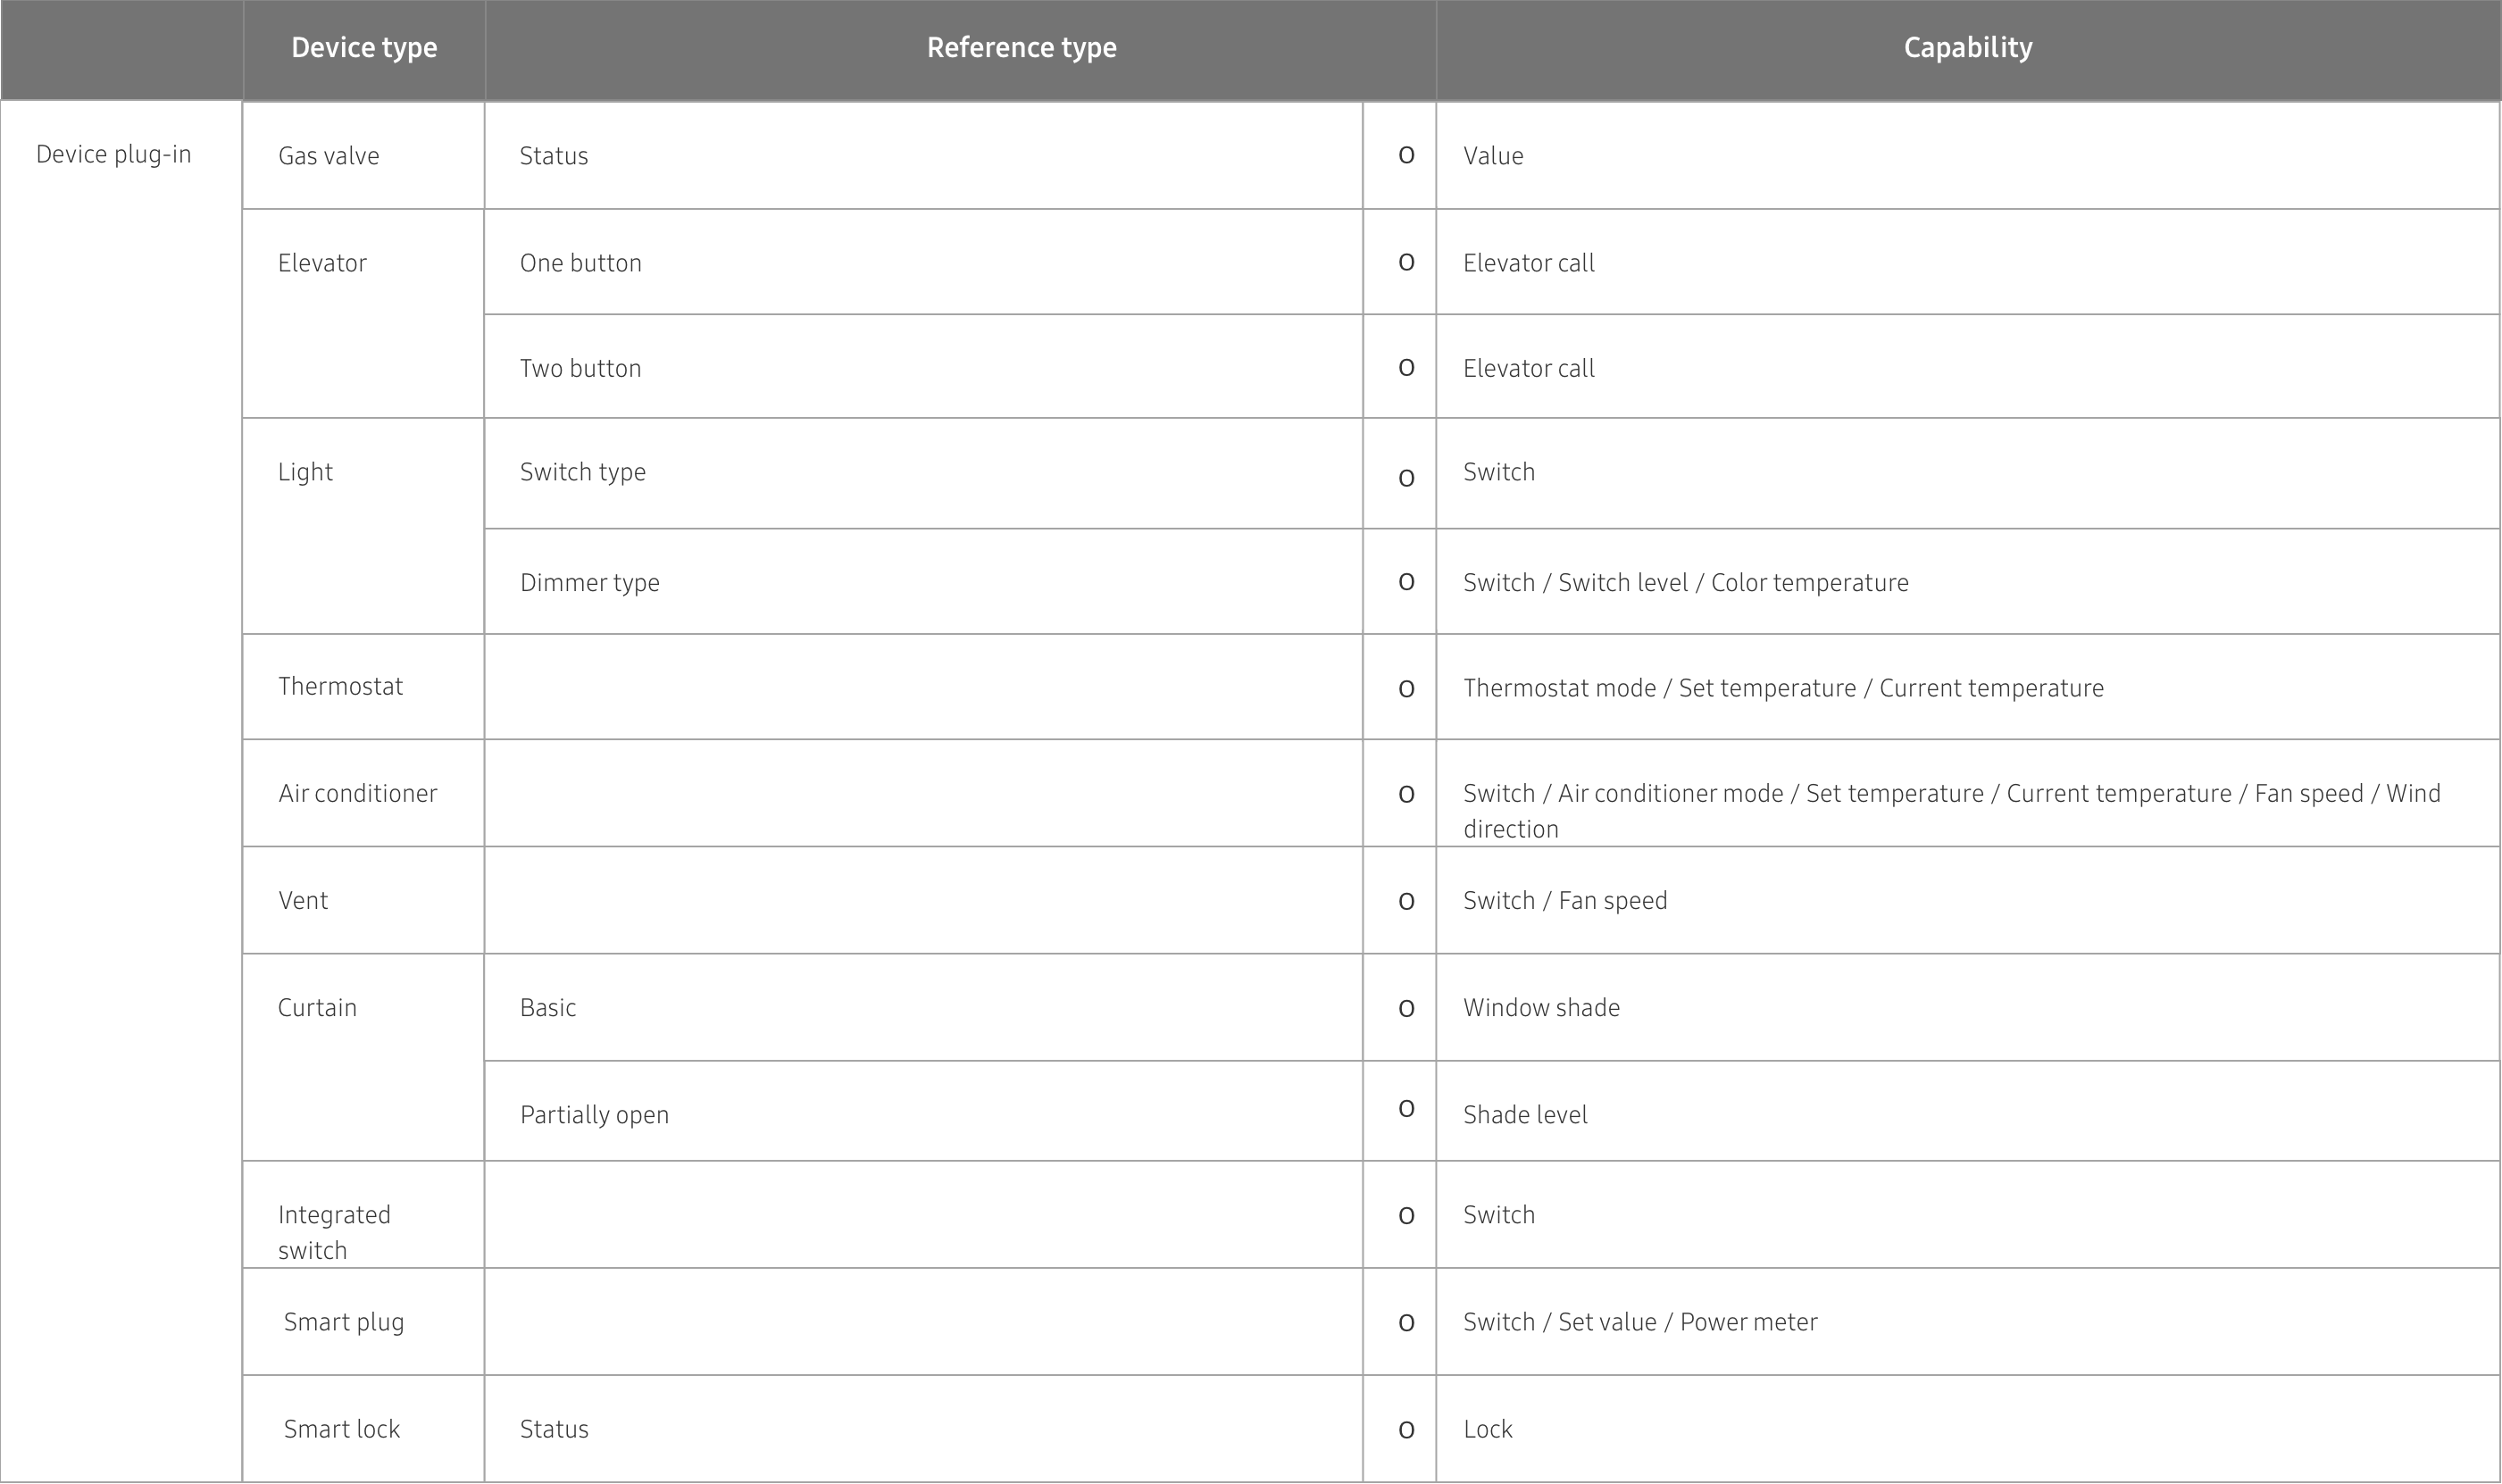 Device type Reference type Capability
Device plug-in Gas valve Status O Value
Elevator One button O Elevator call
Two button O Elevator call
Light Switch type O Switch
Dimmer type O Switch / Switch level / Color temperature
Thermostat O Thermostat mode / Set temperature / Current temperature
Air conditioner O Switch / Air conditioner mode / Set temperature / Current temperature / Fan speed / Wind
direction
Vent O Switch / Fan speed
Curtain Basic O Window shade
Partially open O Shade level
Integrated O Switch
switch
Smart plug O Switch / Set value / Power meter
Smart lock Status O Lock